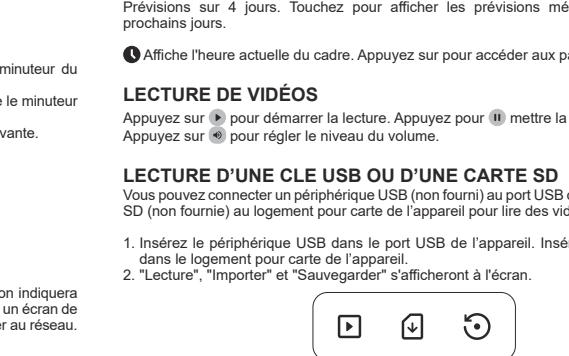 minuteur du
le minuteur
vante.
on indiquera
un écran de
er au réseau.
Prévisions sur 4 jours. Touchez pour afficher les prévisions
prochains jours.
Affiche l'heure actuelle du cadre. Appuyez sur pour accéder aux
LECTURE DE VIDÉOS
Appuyez sur pour démarrer la lecture. Appuyez pour mettre la
Appuyez sur pour régler le niveau du volume.
LECTURE D'UNE CLE USB OU D'UNE CARTE SD
Vous pouvez connecter un périphérique USB (non fourni) au port USB
SD (non fournie) au logement pour carte de l'appareil pour lire des
1. Insérez le périphérique USB dans le port USB de l'appareil.
dans le logement pour carte de l'appareil.
2. "Lecture", "Importer" et "Sauvegarder" s'afficheront à l'écran.